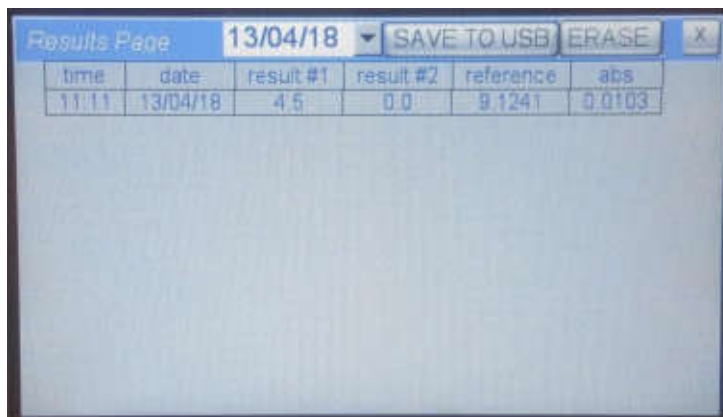 Results Page 13/04/18 SAVE TO USB ERASE X
time date result #1 result #2 reference abs
11:11 13/04/18 4.5 0.0 9.1241 0.0103